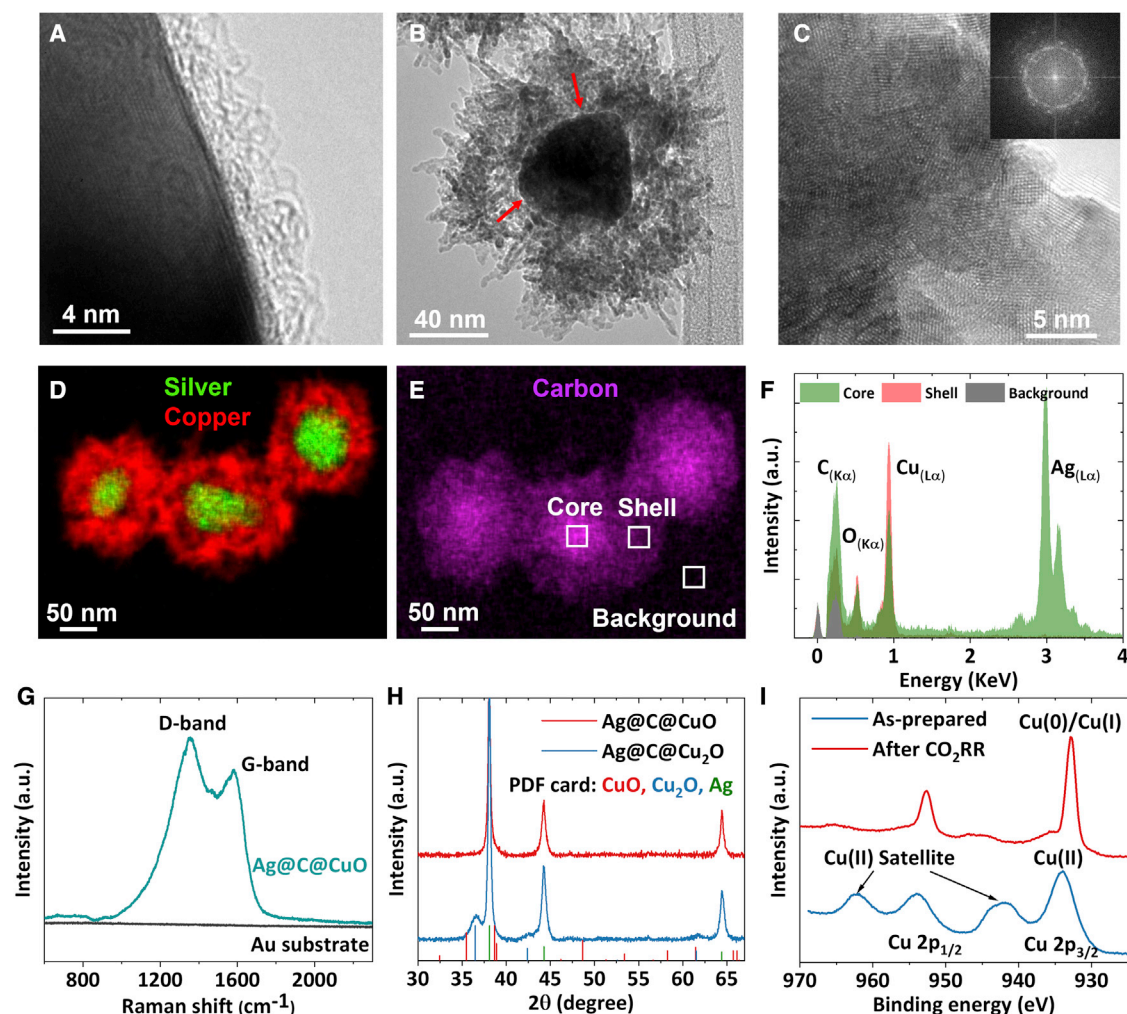 A
4 nm
B
40 nm
C
5 nm
D
Silver
Copper
50 nm
E
Carbon
Core
Shell
Background
50 nm
F
Core Shell Background
C(Kα)
O(Kα)
Cu(Lα)
Ag(Lα)
Intensity (a.u.)
0 1 2 3 4
Energy (KeV)
G
D-band
G-band
Ag@C@CuO
Au substrate
Intensity (a.u.)
800 1200 1600 2000
Raman shift (cm-1)
H
Ag@C@CuO
Ag@C@Cu2O
PDF card: CuO, Cu2O, Ag
Intensity (a.u.)
30 35 40 45 50 55 60 65
2θ (degree)
I
As-prepared
After CO2RR
Cu(0)/Cu(I)
Cu(II) Satellite
Cu(II)
Cu 2p1/2
Cu 2p3/2
Intensity (a.u.)
970 960 950 940 930
Binding energy (eV)